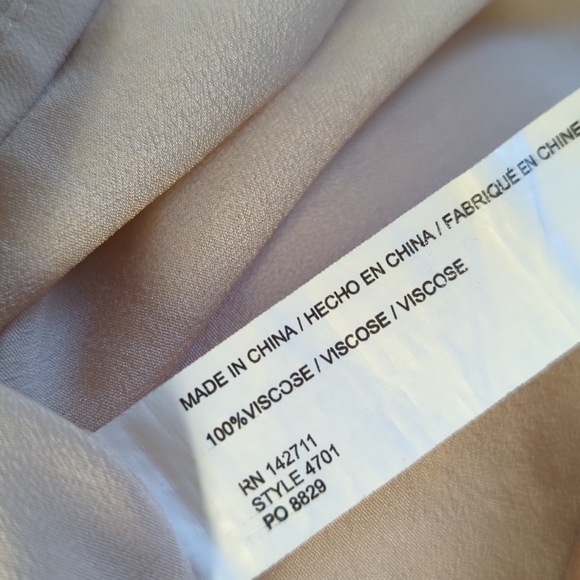 MADE IN CHINA / HECHO EN CHINA / FABRIQUÉ EN CHINE
100%VISCOSE / VISCOSE / VISCOSE
RN 142711
STYLE 4701
PO 8829